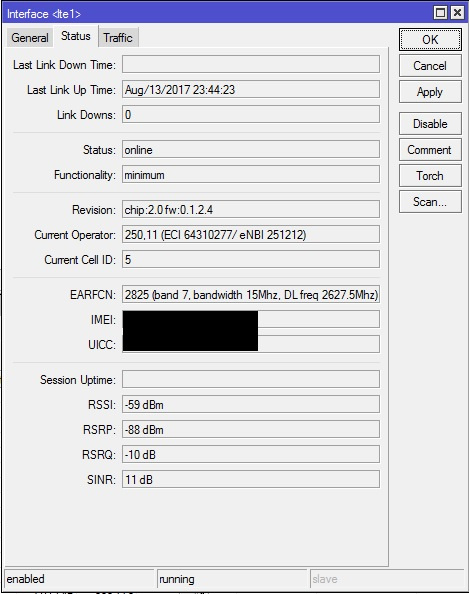 Interface <lte1>
General Status Traffic
OK
Cancel
Apply
Disable
Comment
Torch
Scan...
Last Link Down Time:
Last Link Up Time: Aug/13/2017 23:44:23
Link Downs: 0
Status: online
Functionality: minimum
Revision: chip:2.0 fw:0.1.2.4
Current Operator: 250,11 (ECI 64310277/ eNBI 251212)
Current Cell ID: 5
EARFCN: 2825 (band 7, bandwidth 15Mhz, DL freq 2627.5Mhz)
IMEI:
UICC:
Session Uptime:
RSSI: -59 dBm
RSRP: -88 dBm
RSRQ: -10 dB
SINR: 11 dB
enabled running slave